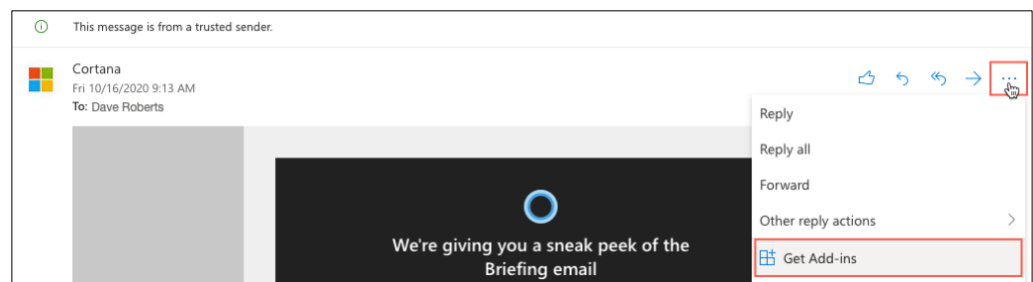 This message is from a trusted sender.
Cortana
Fri 10/16/2020 9:13 AM
To: Dave Roberts
Reply
Reply all
Forward
Other reply actions
Get Add-ins
We're giving you a sneak peek of the
Briefing email